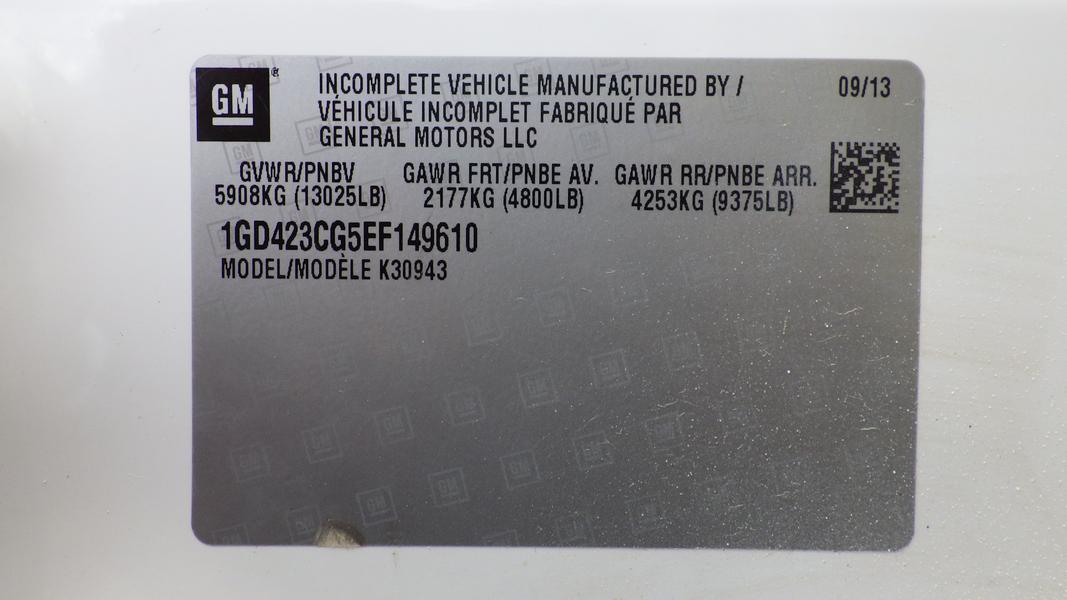 GM®
INCOMPLETE VEHICLE MANUFACTURED BY / 09/13
VÉHICULE INCOMPLET FABRIQUÉ PAR
GENERAL MOTORS LLC
GVWR/PNBV GAWR FRT/PNBE AV. GAWR RR/PNBE ARR.
5908KG (13025LB) 2177KG (4800LB) 4253KG (9375LB)
1GD423CG5EF149610
MODEL/MODÈLE K30943